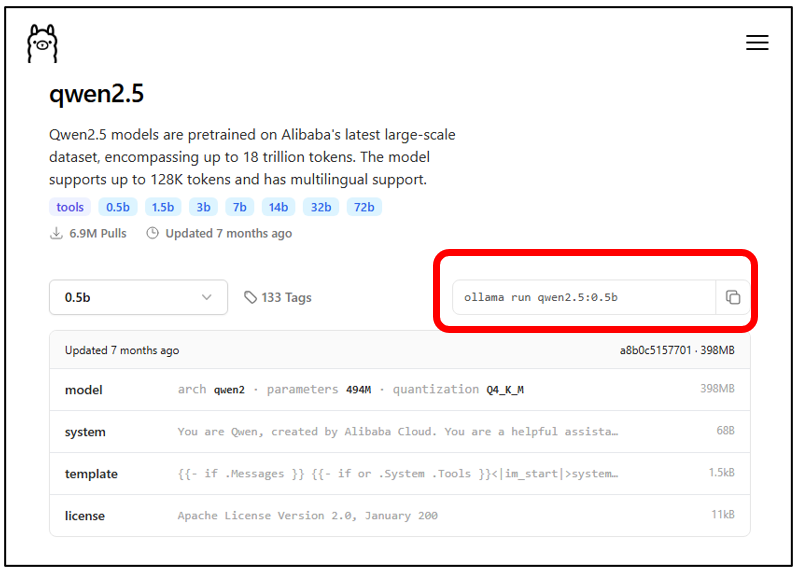 qwen2.5
Qwen2.5 models are pretrained on Alibaba's latest large-scale
dataset, encompassing up to 18 trillion tokens. The model
supports up to 128K tokens and has multilingual support.
tools 0.5b 1.5b 3b 7b 14b 32b 72b
6.9M Pulls Updated 7 months ago
0.5b 133 Tags ollama run qwen2.5:0.5b
Updated 7 months ago a8b0c5157701 · 398MB
model arch qwen2 · parameters 494M · quantization Q4_K_M 398MB
system You are Qwen, created by Alibaba Cloud. You are a helpful assista… 68B
template {{- if .Messages }} {{- if or .System .Tools }}<|im_start|>system… 1.5kB
license Apache License Version 2.0, January 200 11kB